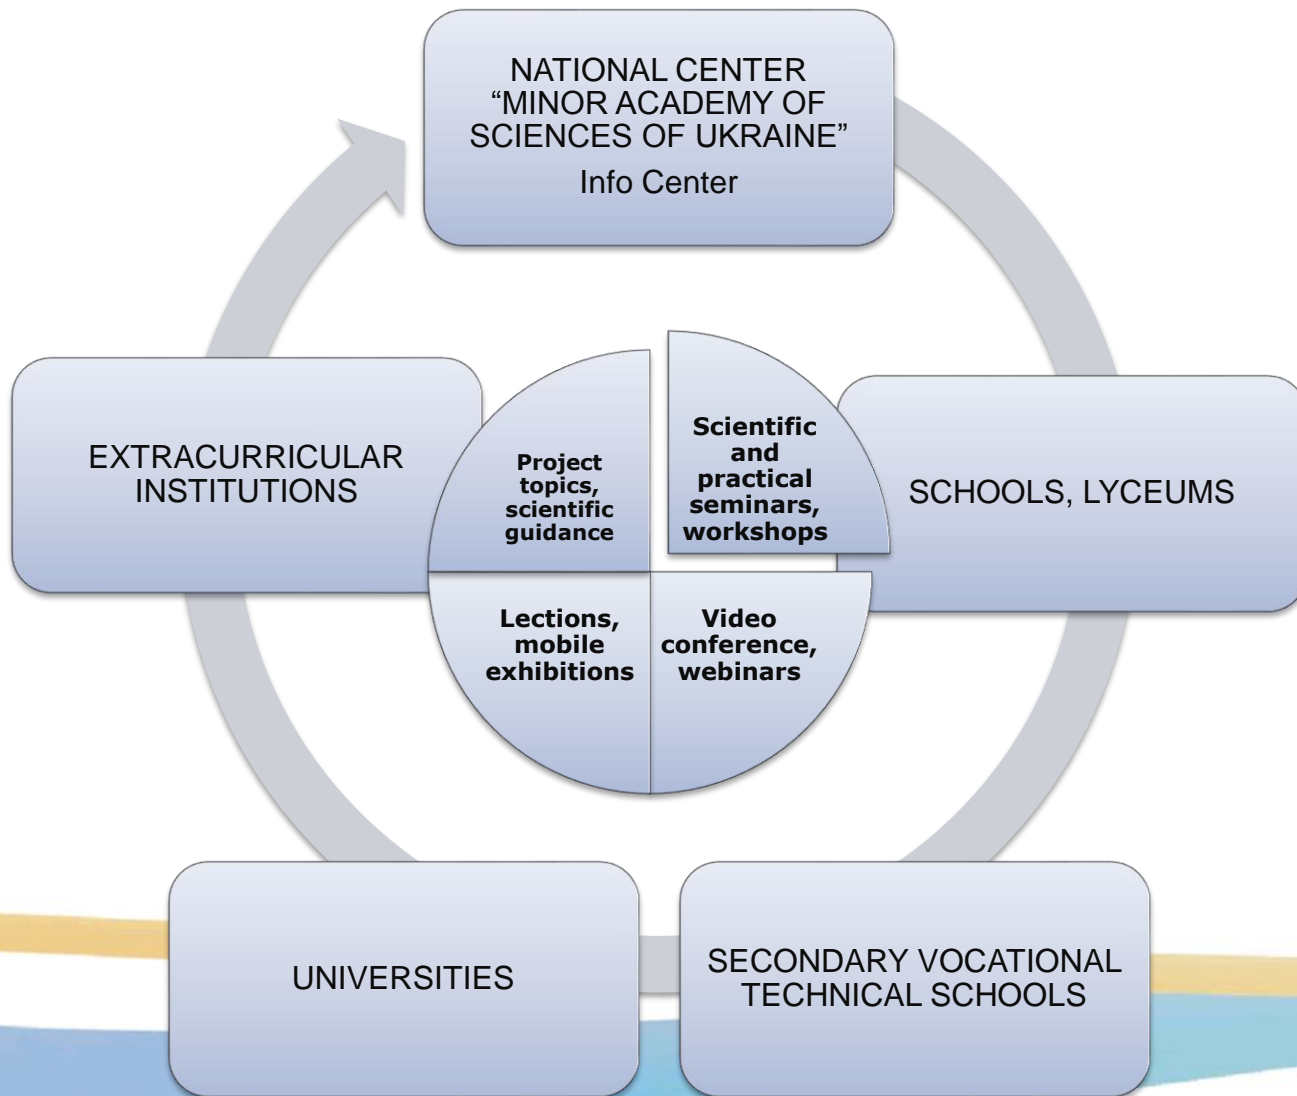 NATIONAL CENTER
“MINOR ACADEMY OF
SCIENCES OF UKRAINE”
Info Center
EXTRACURRICULAR
INSTITUTIONS
Project
topics,
scientific
guidance
Scientific
and
practical
seminars,
workshops
SCHOOLS, LYCEUMS
Lections,
mobile
exhibitions
Video
conference,
webinars
UNIVERSITIES
SECONDARY VOCATIONAL
TECHNICAL SCHOOLS